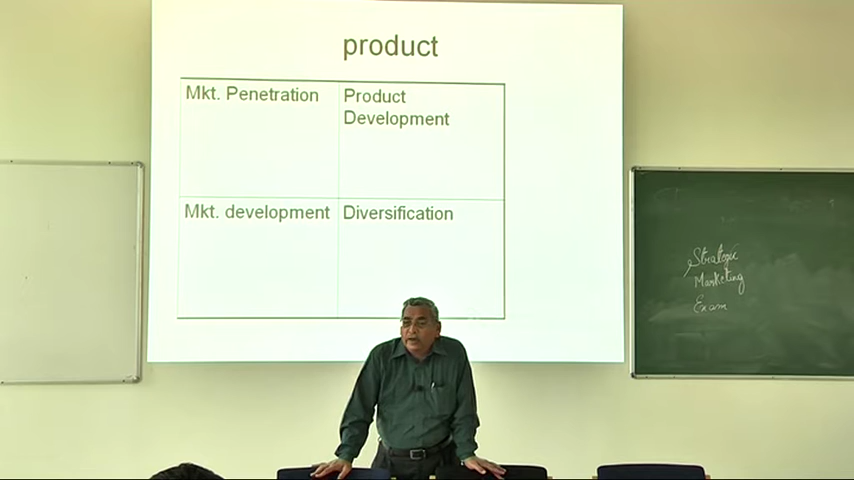 product
Mkt. Penetration
Product
Development
Mkt. development
Diversification
Strategic
Marketing
Exam